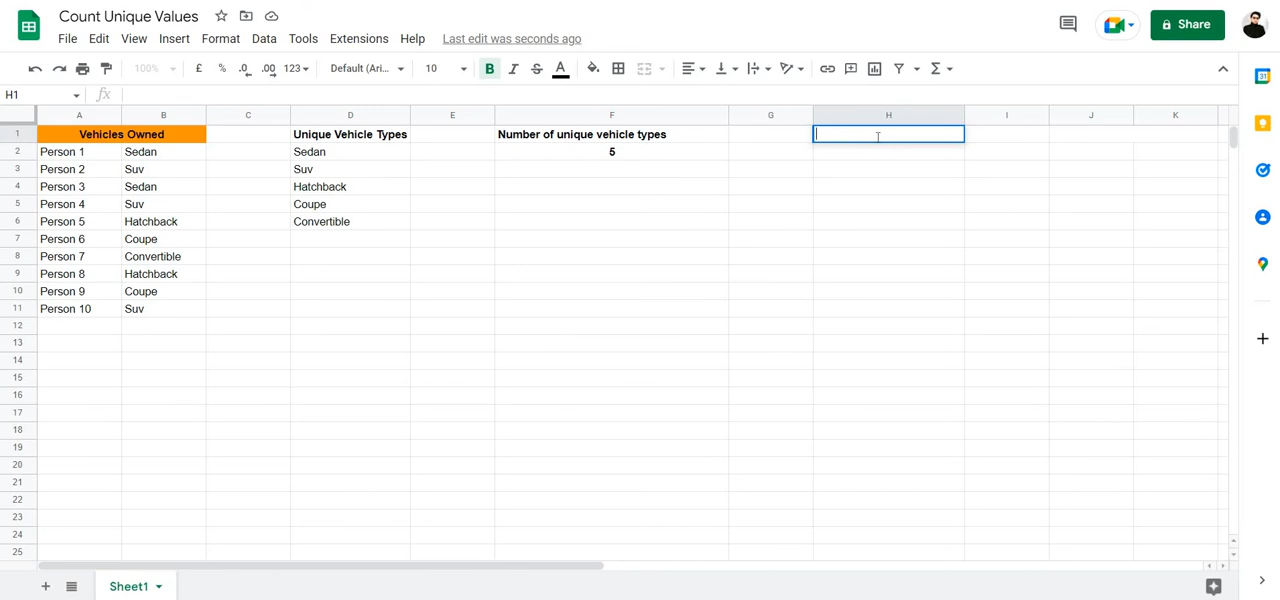 Count Unique Values
File Edit View Insert Format Data Tools Extensions Help Last edit was seconds ago
Share
100% £ % .0 .00 123 Default (Ari... 10 B I S A Σ
H1 fx
A B C D E F G H I J K
1 Vehicles Owned Unique Vehicle Types Number of unique vehicle types
2 Person 1 Sedan Sedan 5
3 Person 2 Suv Suv
4 Person 3 Sedan Hatchback
5 Person 4 Suv Coupe
6 Person 5 Hatchback Convertible
7 Person 6 Coupe
8 Person 7 Convertible
9 Person 8 Hatchback
10 Person 9 Coupe
11 Person 10 Suv
12
13
14
15
16
17
18
19
20
21
22
23
24
25
Sheet1
31